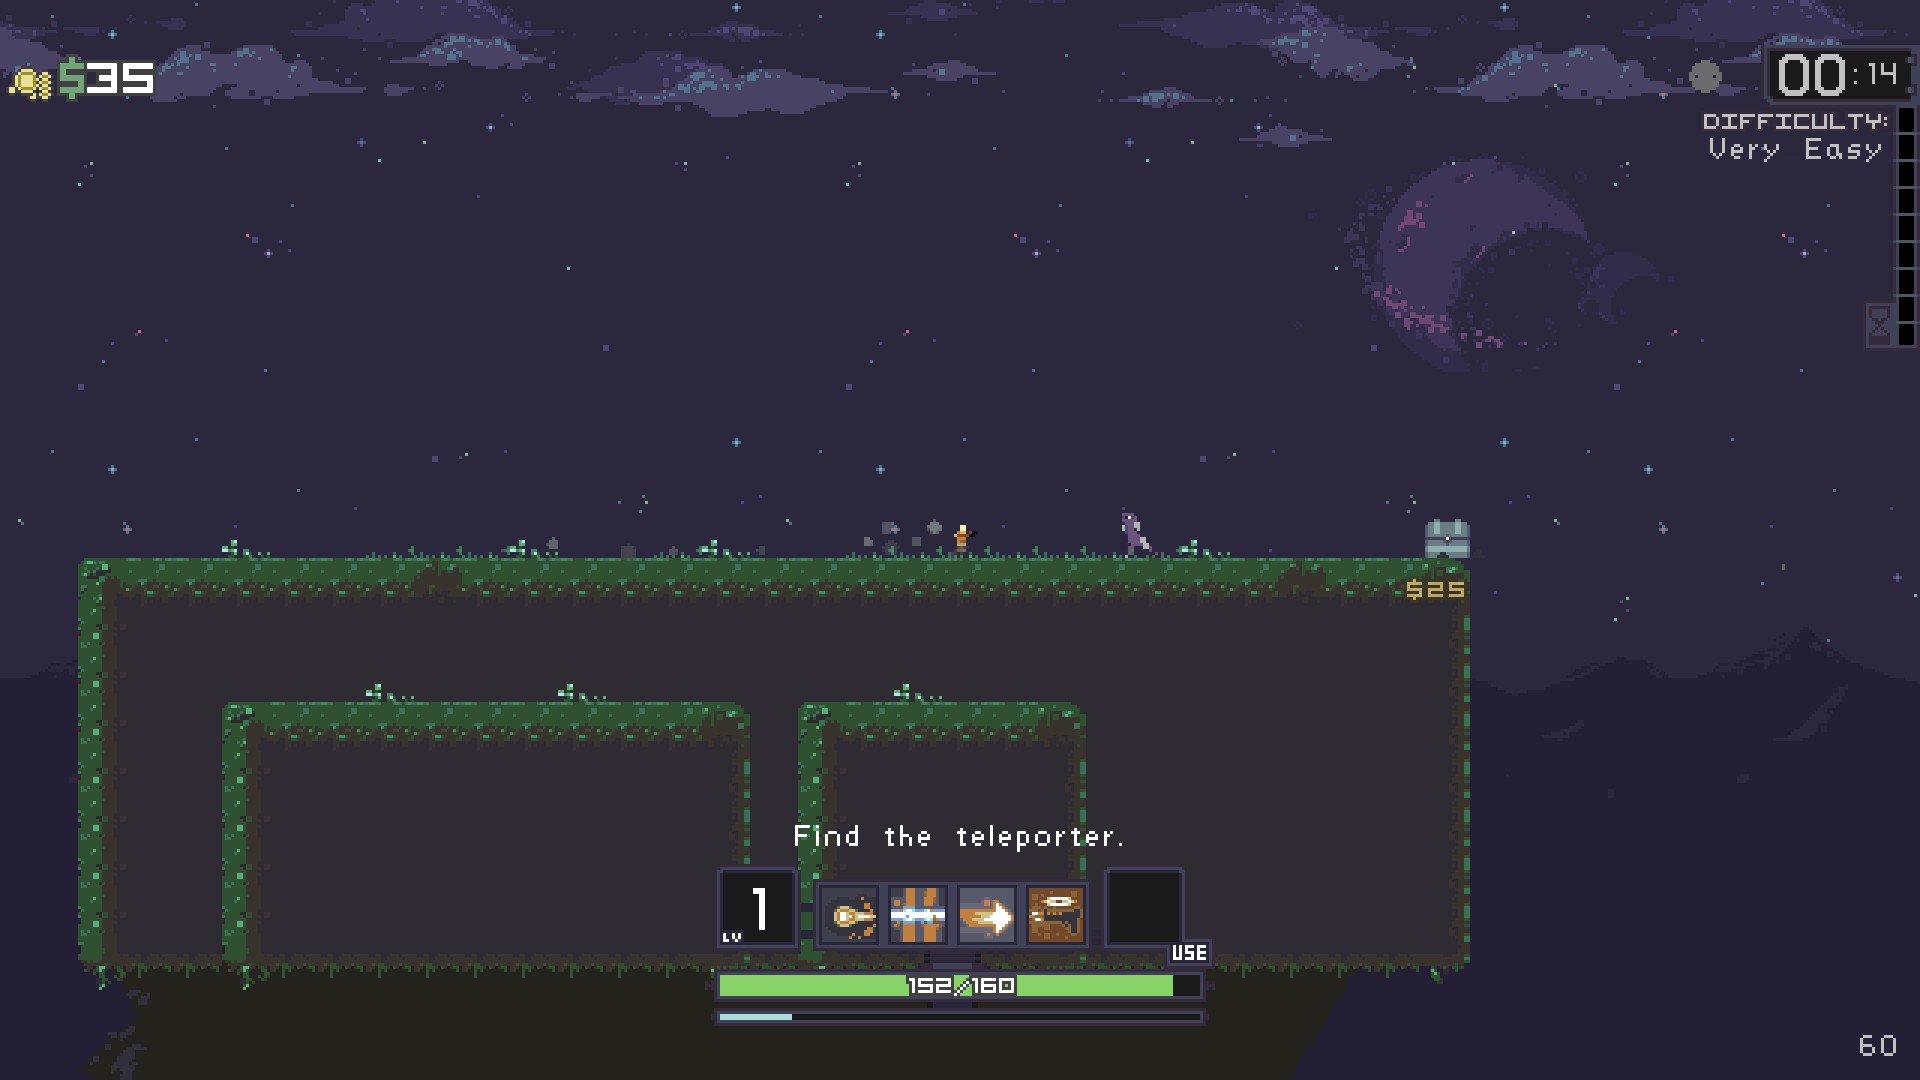 $35
00:14
DIFFICULTY:
Very Easy
$25
Find the teleporter.
1
LV
USE
152/160
60